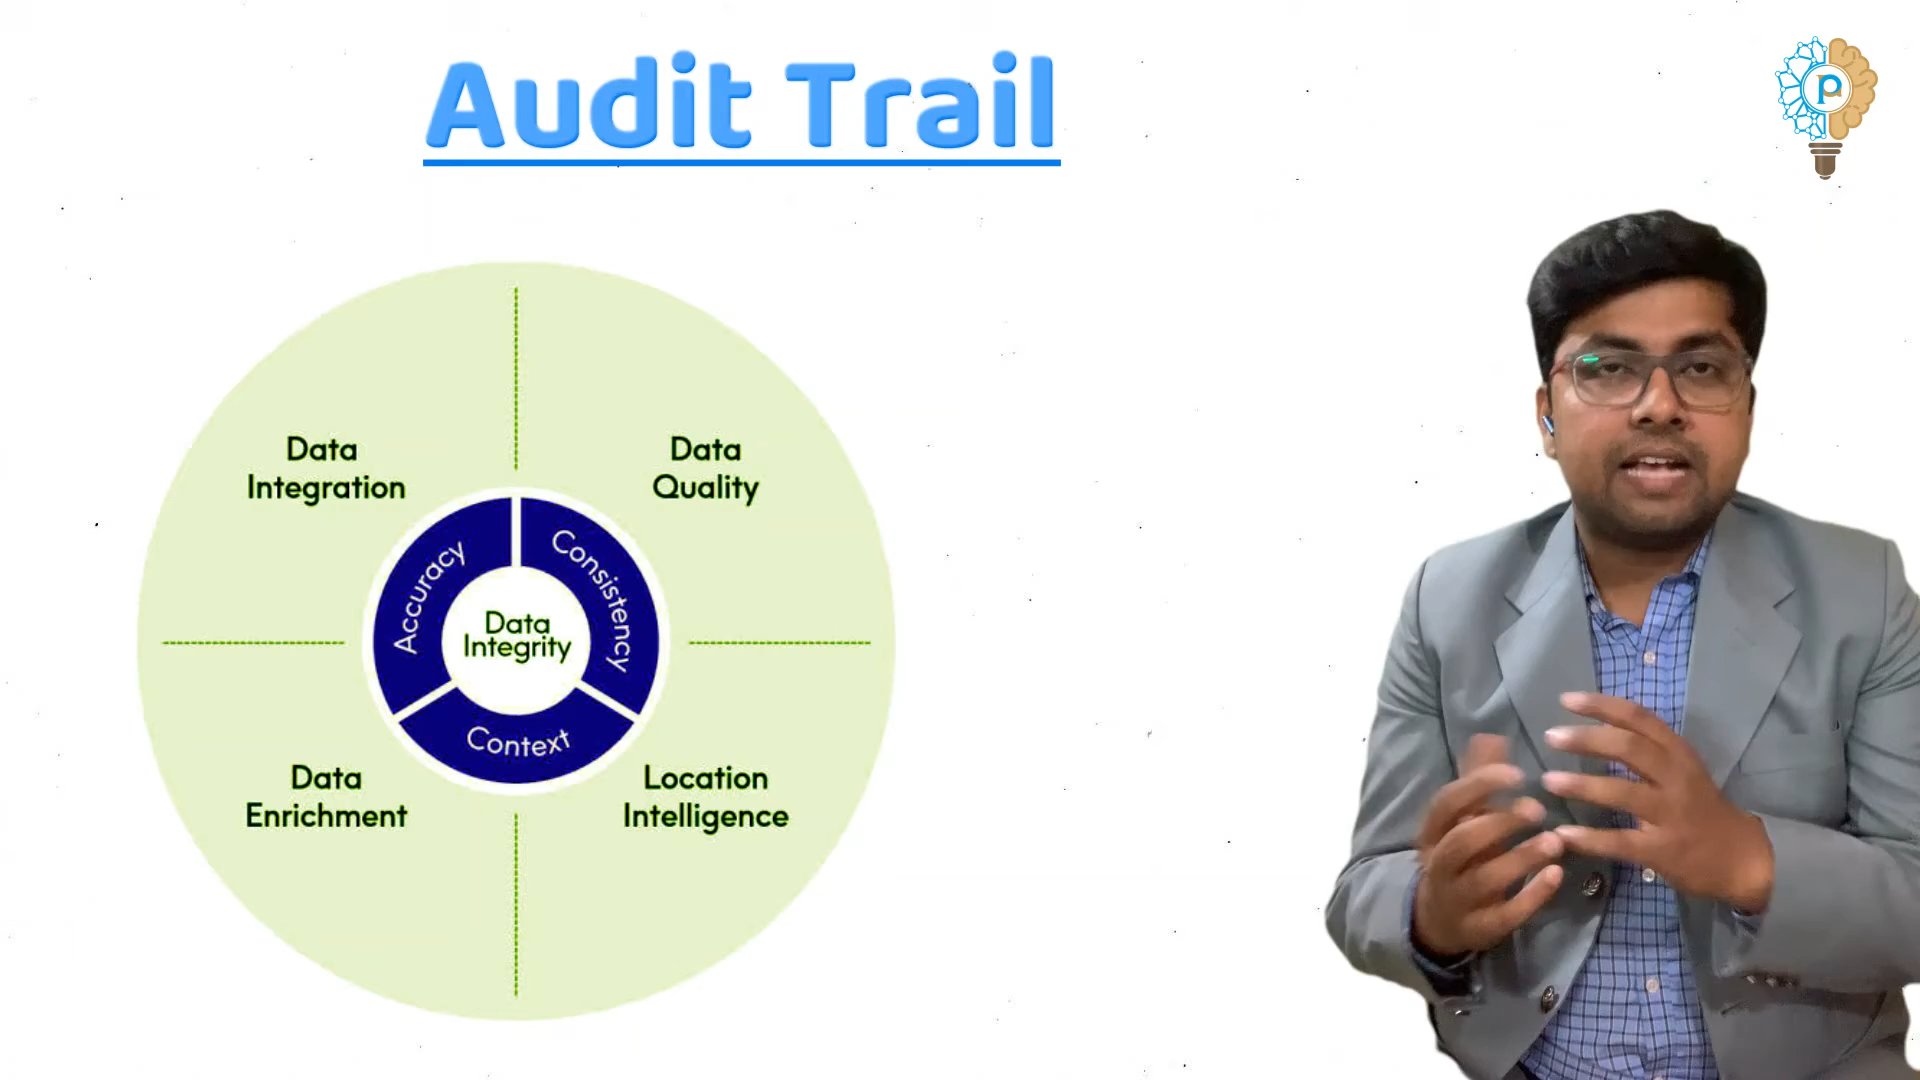 Audit Trail
Data
Integration
Data
Quality
Accuracy
Consistency
Data
Integrity
Context
Data
Enrichment
Location
Intelligence